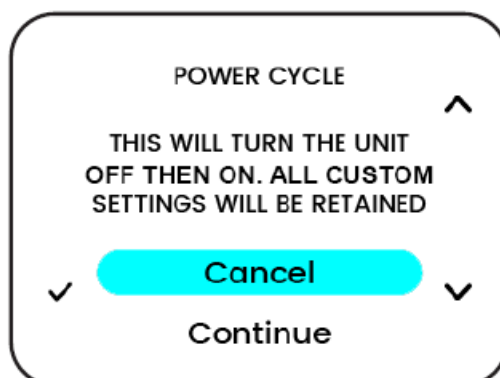 POWER CYCLE
THIS WILL TURN THE UNIT
OFF THEN ON. ALL CUSTOM
SETTINGS WILL BE RETAINED
Cancel
Continue